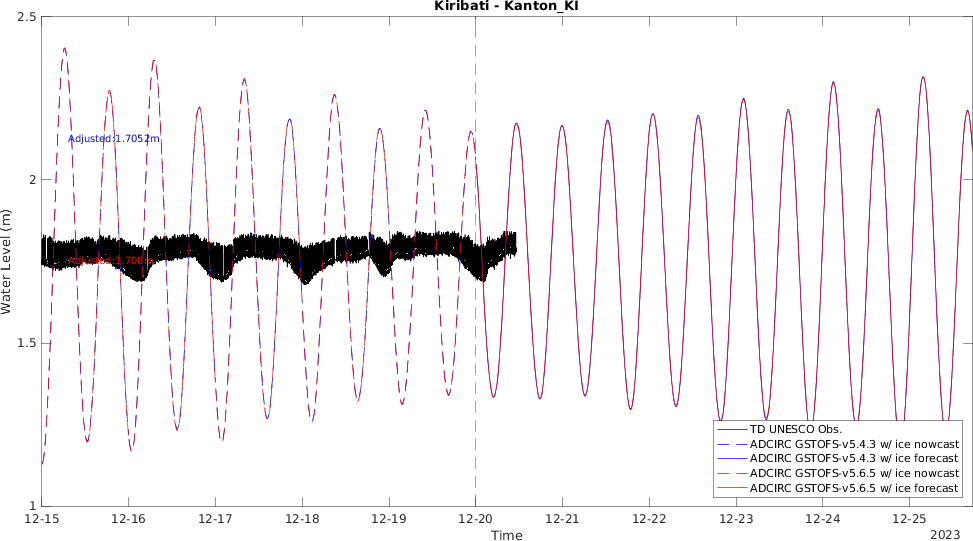 Kiribati - Kanton_KI
2.5
2
1.5
1
Water Level (m)
Adjusted:1.7052m
Adjusted:1.708
TD UNESCO Obs.
ADCIRC GSTOFS-v5.4.3 w/ ice nowcast
ADCIRC GSTOFS-v5.4.3 w/ ice forecast
ADCIRC GSTOFS-v5.6.5 w/ ice nowcast
ADCIRC GSTOFS-v5.6.5 w/ ice forecast
12-15 12-16 12-17 12-18 12-19 12-20 12-21 12-22 12-23 12-24 12-25
Time
2023